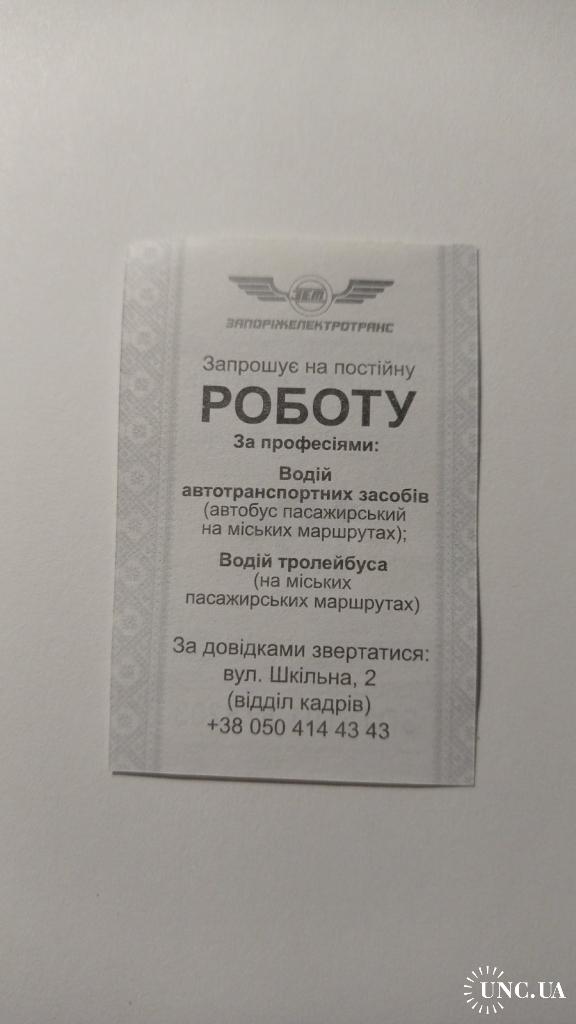 ЗЕТ
ЗАПОРІЖЕЛЕКТРОТРАНС
Запрошує на постійну
РОБОТУ
За професіями:
Водій
автотранспортних засобів
(автобус пасажирський
на міських маршрутах);
Водій тролейбуса
(на міських
пасажирських маршрутах)
За довідками звертатися:
вул. Шкільна, 2
(відділ кадрів)
+38 050 414 43 43
UNC.UA